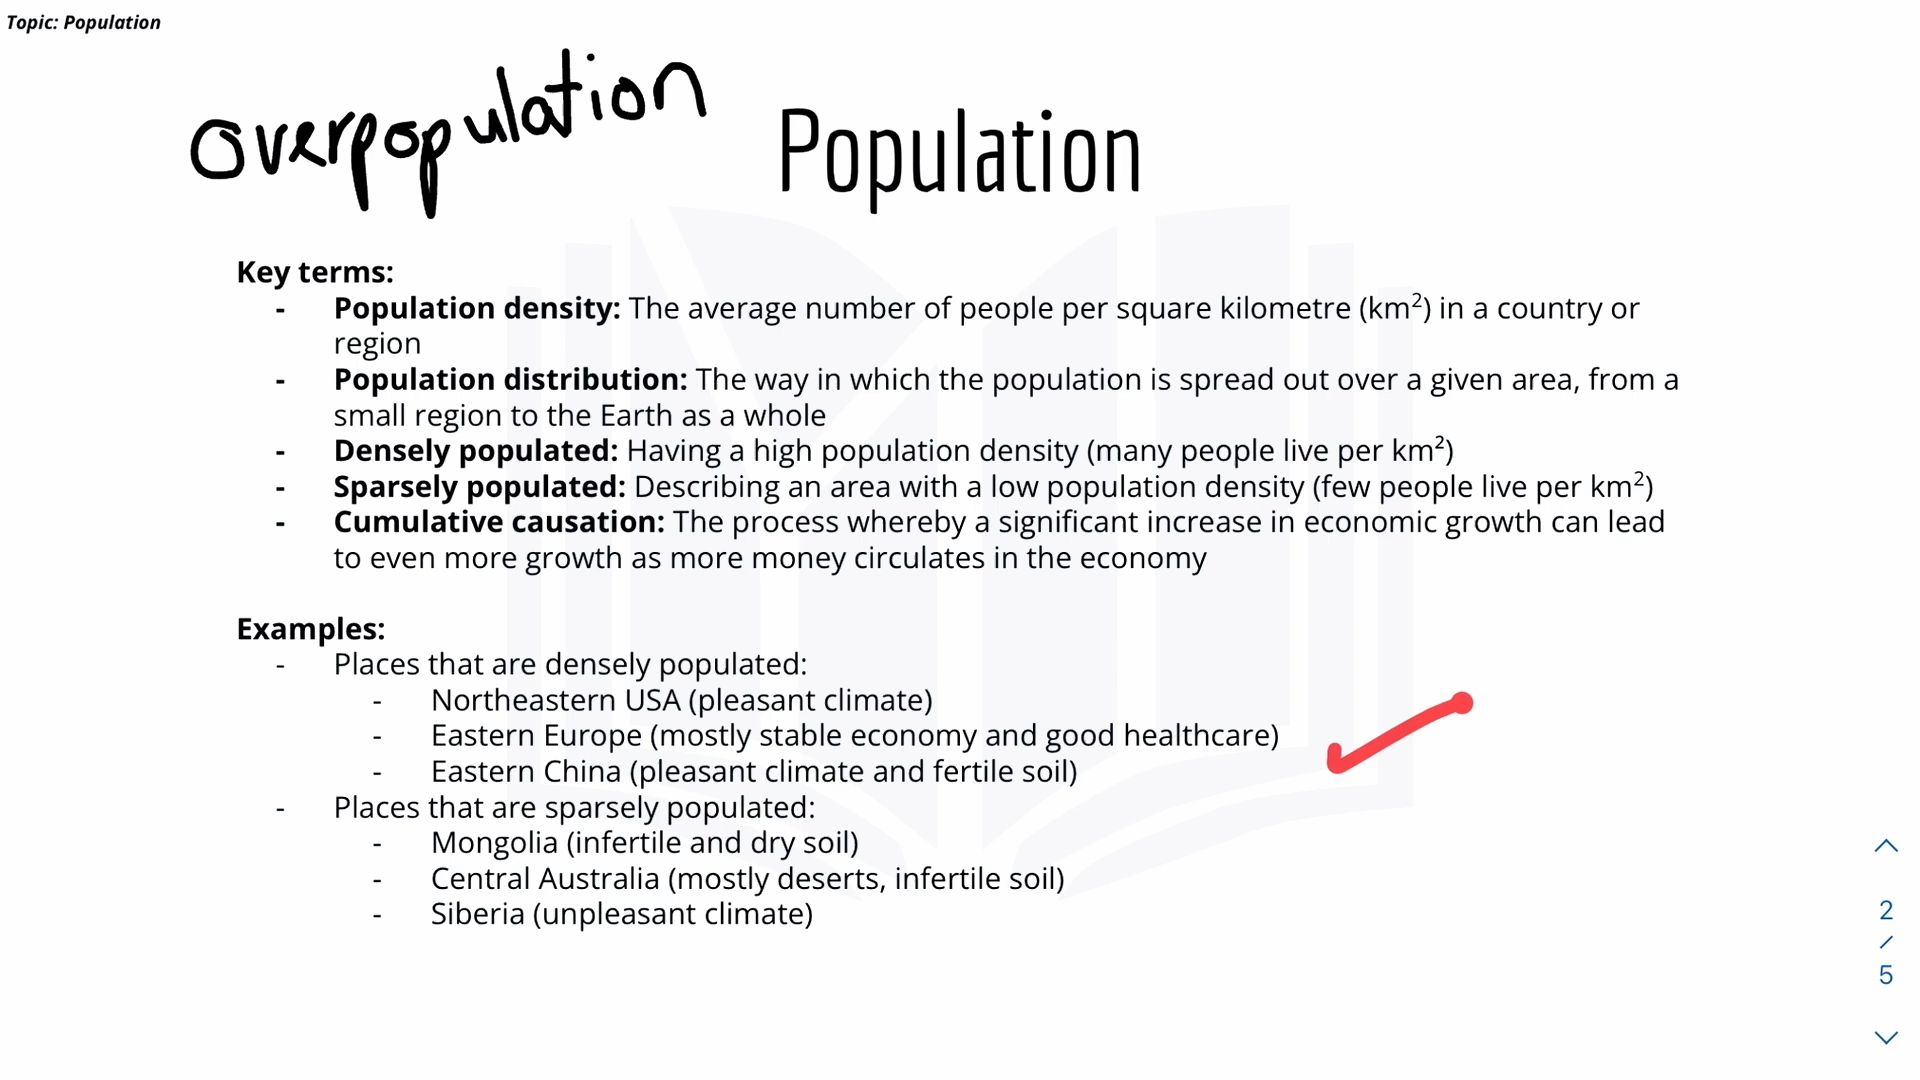 Topic: Population
overpopulation
Population
Key terms:
- Population density: The average number of people per square kilometre (km²) in a country or
region
- Population distribution: The way in which the population is spread out over a given area, from a
small region to the Earth as a whole
- Densely populated: Having a high population density (many people live per km²)
- Sparsely populated: Describing an area with a low population density (few people live per km²)
- Cumulative causation: The process whereby a significant increase in economic growth can lead
to even more growth as more money circulates in the economy
Examples:
- Places that are densely populated:
- Northeastern USA (pleasant climate)
- Eastern Europe (mostly stable economy and good healthcare)
- Eastern China (pleasant climate and fertile soil)
- Places that are sparsely populated:
- Mongolia (infertile and dry soil)
- Central Australia (mostly deserts, infertile soil)
- Siberia (unpleasant climate)
2
/
5